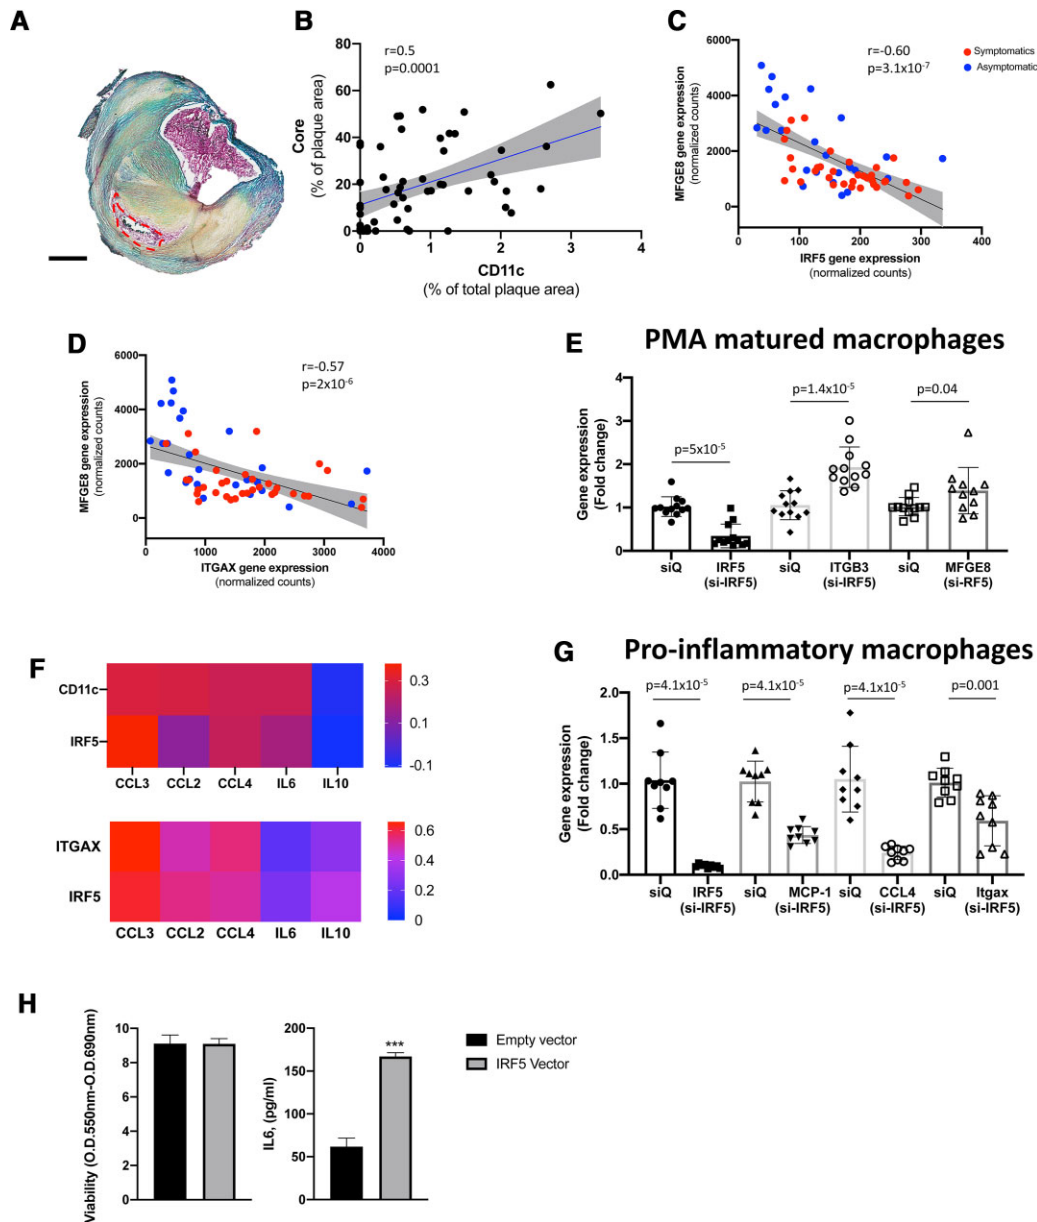 A
B
r=0.5
p=0.0001
Core
(% of plaque area)
80
60
40
20
0
0
1
2
3
4
CD11c
(% of total plaque area)
C
r=-0.60
p=3.1x10-7
Symptomatics
Asymptomatic
MFGE8 gene expression
(normalized counts)
6000
4000
2000
0
0
100
200
300
400
IRF5 gene expression
(normalized counts)
D
r=-0.57
p=2x10-6
MFGE8 gene expression
(normalized counts)
6000
4000
2000
0
0
1000
2000
3000
4000
ITGAX gene expression
(normalized counts)
E
PMA matured macrophages
p=5x10-5
p=1.4x10-5
p=0.04
Gene expression
(Fold change)
4
3
2
1
0
siQ
IRF5
(si-IRF5)
siQ
ITGB3
(si-IRF5)
siQ
MFGE8
(si-RF5)
F
CD11c
IRF5
CCL3
CCL2
CCL4
IL6
IL10
0.3
0.1
-0.1
ITGAX
IRF5
CCL3
CCL2
CCL4
IL6
IL10
0.6
0.4
0.2
0
G
Pro-inflammatory macrophages
p=4.1x10-5
p=4.1x10-5
p=4.1x10-5
p=0.001
Gene expression
(Fold change)
2.0
1.5
1.0
0.5
0.0
siQ
IRF5
(si-IRF5)
siQ
MCP-1
(si-IRF5)
siQ
CCL4
(si-IRF5)
siQ
Itgax
(si-IRF5)
H
Viability (O.D.550nm-O.D.690nm)
10
8
6
4
2
0
IL6, (pg/ml)
200
150
100
50
0
***
Empty vector
IRF5 Vector